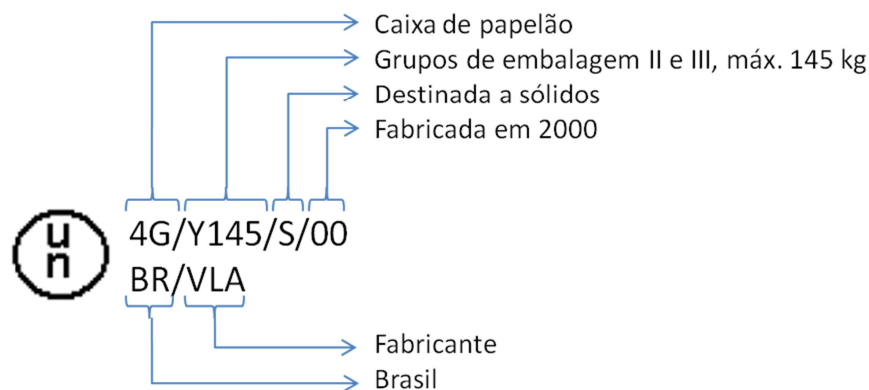 Caixa de papelão
Grupos de embalagem II e III, máx. 145 kg
Destinada a sólidos
Fabricada em 2000
u
n
4G/Y145/S/00
BR/VLA
Fabricante
Brasil